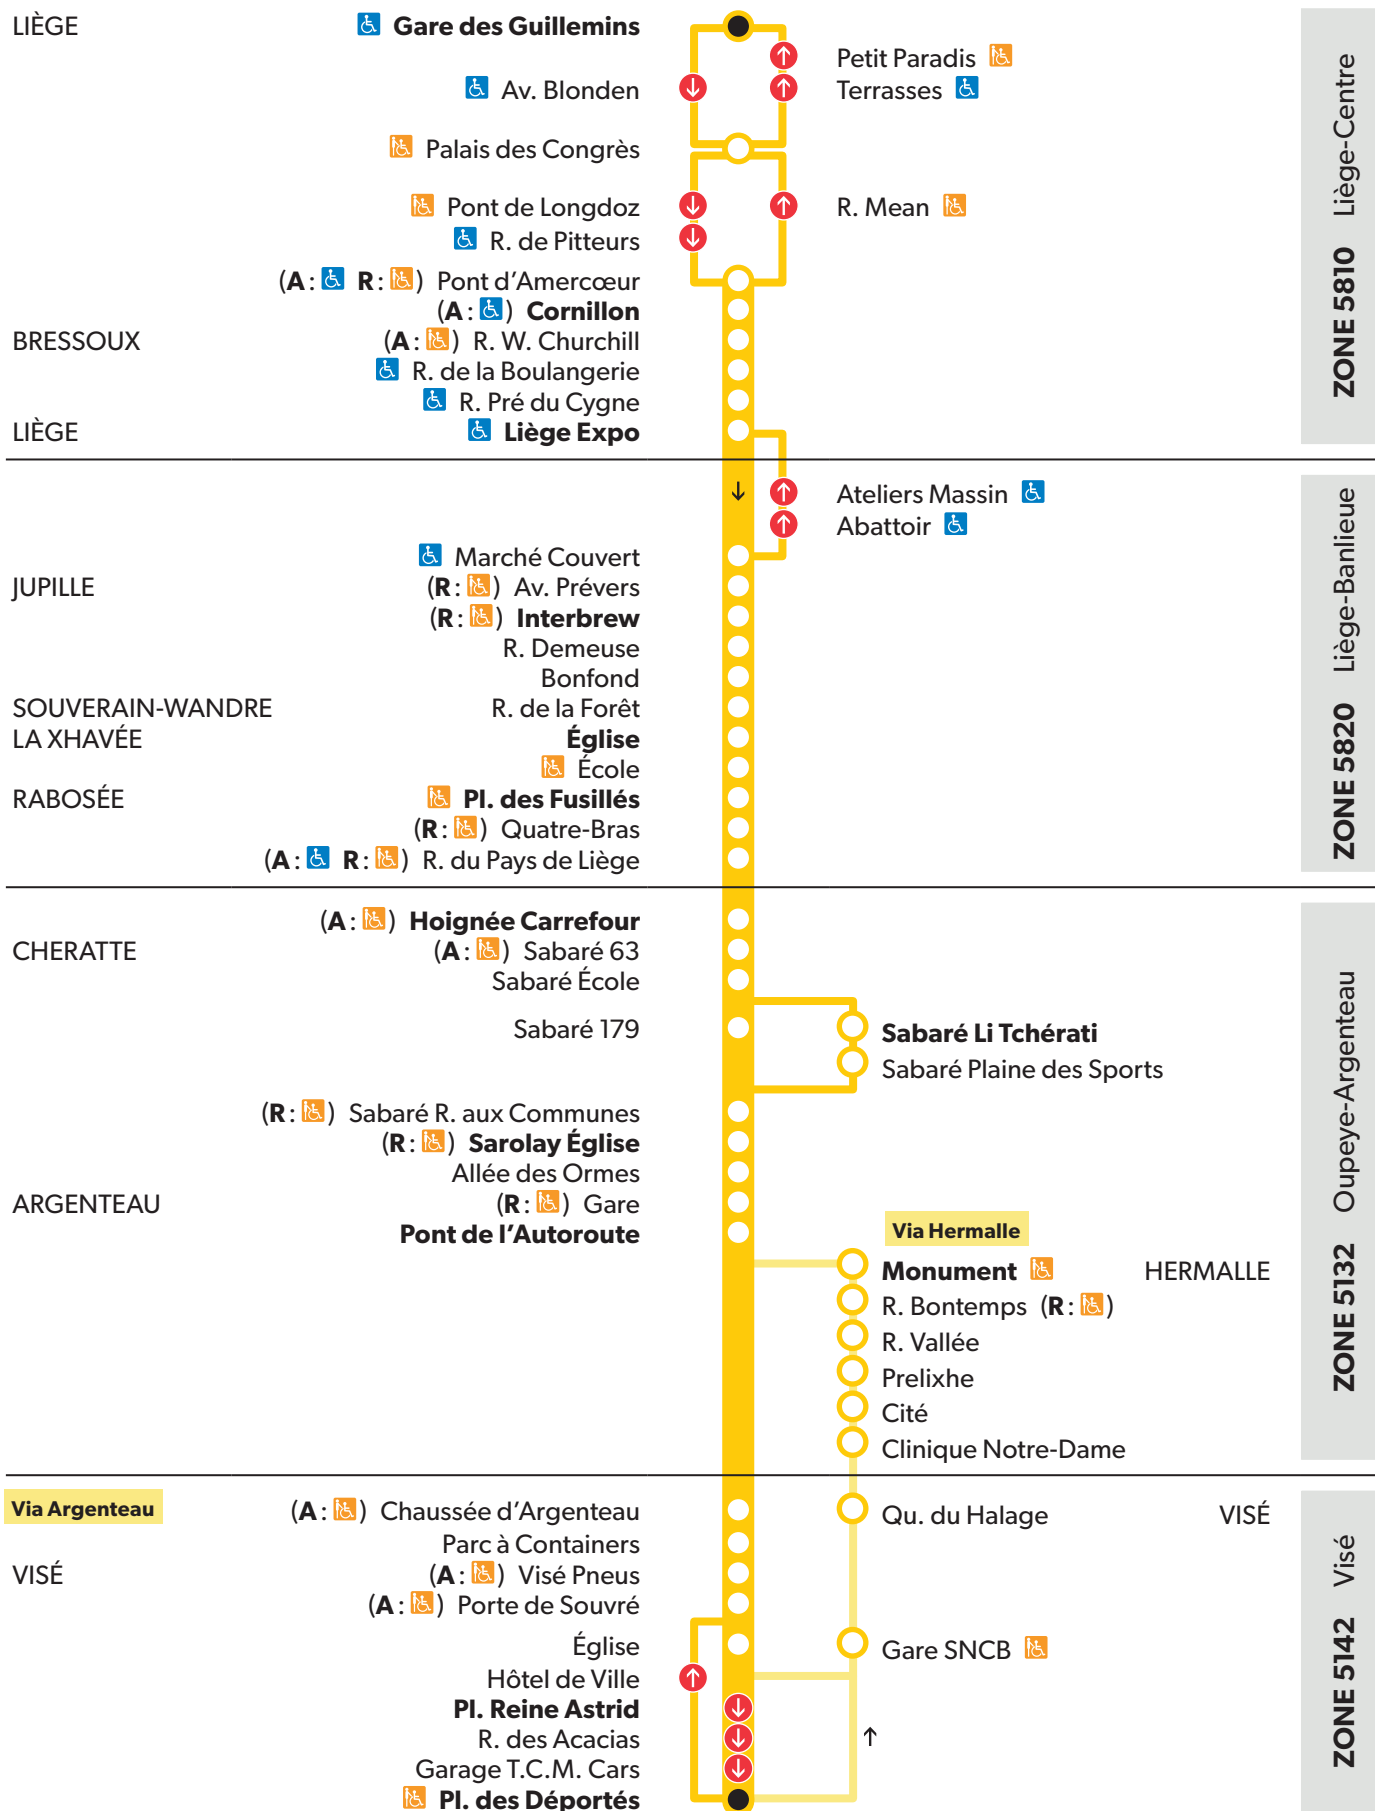 LIÈGE Gare des Guillemins
Petit Paradis
Av. Blonden Terrasses
Palais des Congrès
Pont de Longdoz R. Mean
R. de Pitteurs
(A: R: ) Pont d'Amercœur
(A: ) Cornillon
BRESSOUX (A: ) R. W. Churchill
R. de la Boulangerie
R. Pré du Cygne
LIÈGE Liège Expo
ZONE 5810 Liège-Centre
Ateliers Massin
Abattoir
Marché Couvert
JUPILLE (R: ) Av. Prévers
(R: ) Interbrew
R. Demeuse
Bonfond
SOUVERAIN-WANDRE R. de la Forêt
LA XHAVÉE Église
École
RABOSÉE Pl. des Fusillés
(R: ) Quatre-Bras
(A: R: ) R. du Pays de Liège
ZONE 5820 Liège-Banlieue
(A: ) Hoignée Carrefour
CHERATTE (A: ) Sabaré 63
Sabaré École
Sabaré 179 Sabaré Li Tchérati
Sabaré Plaine des Sports
(R: ) Sabaré R. aux Communes
(R: ) Sarolay Église
Allée des Ormes
ARGENTEAU (R: ) Gare
Pont de l'Autoroute Via Hermalle
Monument HERMALLE
R. Bontemps (R: )
R. Vallée
Prelixhe
Cité
Clinique Notre-Dame
ZONE 5132 Oupeye-Argenteau
Via Argenteau (A: ) Chaussée d'Argenteau Qu. du Halage VISÉ
Parc à Containers
VISÉ (A: ) Visé Pneus
(A: ) Porte de Souvré
Église Gare SNCB
Hôtel de Ville
Pl. Reine Astrid
R. des Acacias
Garage T.C.M. Cars
Pl. des Déportés
ZONE 5142 Visé